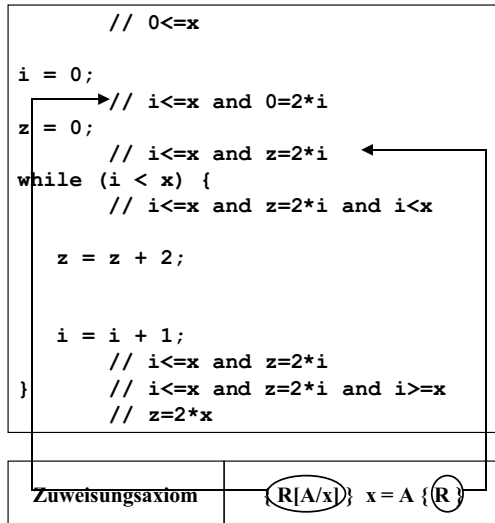 // 0<=x
i = 0;
// i<=x and 0=2*i
z = 0;
// i<=x and z=2*i
while (i < x) {
// i<=x and z=2*i and i<x
z = z + 2;
i = i + 1;
// i<=x and z=2*i
} // i<=x and z=2*i and i>=x
// z=2*x
Zuweisungsaxiom { R[A/x] } x = A { R }